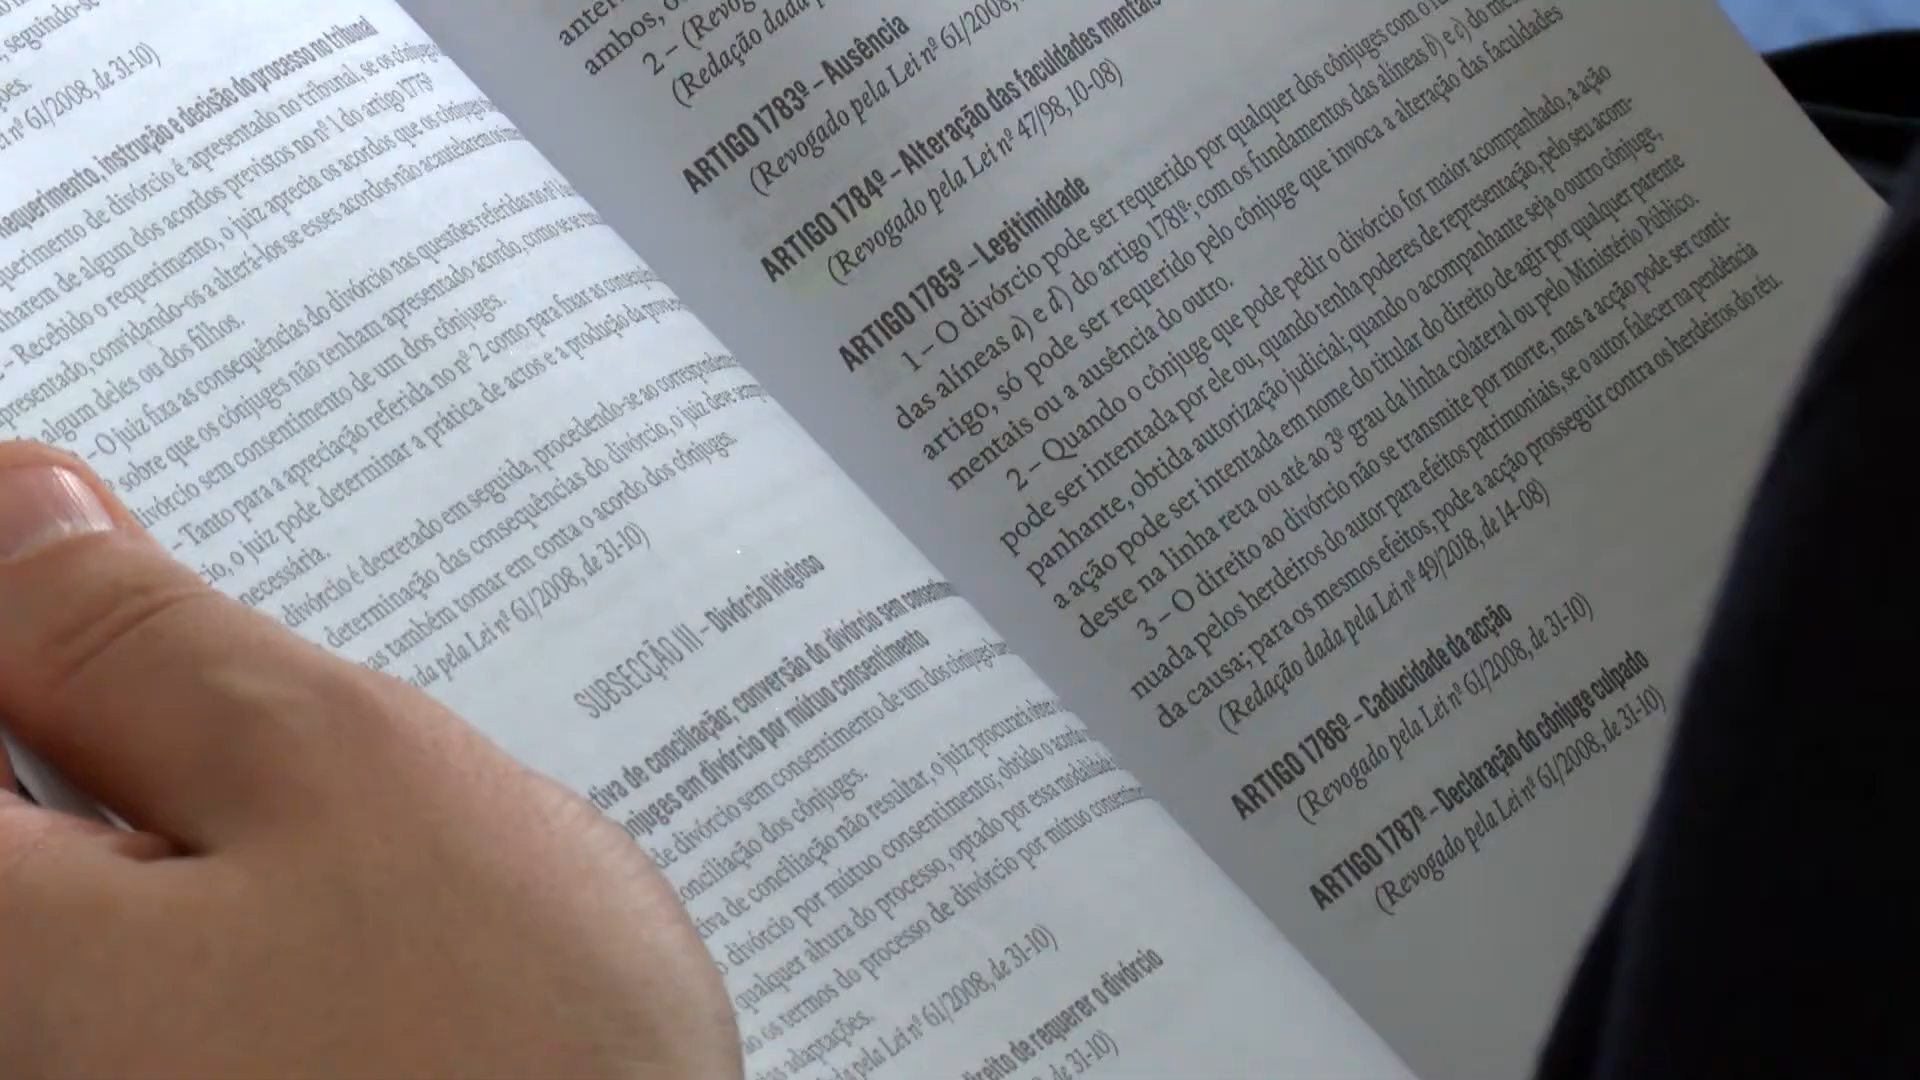 seguindo-se
ei nº 61/2008, de 31-10)
Requerimento, instrução e decisão do processo no tribunal
querimento de divórcio é apresentado no tribunal, se os cônjuges
nharem de algum dos acordos previstos no nº 1 do artigo 1775º
– Recebido o requerimento, o juiz aprecia os acordos que os cônjuges
presentado, convidando-os a alterá-los se esses acordos não acautelarem os
algum deles ou dos filhos.
– O juiz fixa as consequências do divórcio nas questões referidas no nº 1
sobre que os cônjuges não tenham apresentado acordo, como se se
divórcio sem consentimento de um dos cônjuges.
– Tanto para a apreciação referida no nº 2 como para fixar as
cio, o juiz pode determinar a prática de actos e a produção da prova
necessária.
divórcio é decretado em seguida, procedendo-se ao
determinação das consequências do divórcio, o juiz deve
mas também tomar em conta o acordo dos cônjuges.
dada pela Lei nº 61/2008, de 31-10)
SUBSECÇÃO III – Divórcio litigioso
tiva de conciliação; conversão do divórcio sem
njuges em divórcio por mútuo consentimento
de divórcio sem consentimento de um dos cônjuges
onciliação dos cônjuges.
tiva de conciliação não resultar, o juiz procurará obter
divórcio por mútuo consentimento; obtido o acordo
qualquer altura do processo, optado por essa modalidade
ão os termos do processo de divórcio por mútuo
adaptações.
pela Lei nº 61/2008, de 31-10)
ireito de requerer o divórcio
de 31-10)
ambos,
2 – (Revog
(Redação dada
ARTIGO 1783º – Ausência
(Revogado pela Lei nº 61/2008,
ARTIGO 1784º – Alteração das faculdades mentais
(Revogado pela Lei nº 47/98, 10-08)
ARTIGO 1785º – Legitimidade
1 – O divórcio pode ser requerido por qualquer dos cônjuges com o
das alíneas a) e d) do artigo 1781º; com os fundamentos das alíneas b) e c) do
artigo, só pode ser requerido pelo cônjuge que invoca a alteração das faculdades
mentais ou a ausência do outro.
2 – Quando o cônjuge que pode pedir o divórcio for maior acompanhado, a ação
pode ser intentada por ele ou, quando tenha poderes de representação, pelo seu acom-
panhante, obtida autorização judicial; quando o acompanhante seja o outro cônjuge,
a ação pode ser intentada em nome do titular do direito de agir por qualquer parente
deste na linha reta ou até ao 3º grau da linha colateral ou pelo Ministério Público.
3 – O direito ao divórcio não se transmite por morte, mas a acção pode ser conti-
nuada pelos herdeiros do autor para efeitos patrimoniais, se o autor falecer na pendência
da causa; para os mesmos efeitos, pode a acção prosseguir contra os herdeiros do réu.
(Redação dada pela Lei nº 49/2018, de 14-08)
ARTIGO 1786º – Caducidade da acção
(Revogado pela Lei nº 61/2008, de 31-10)
ARTIGO 1787º – Declaração do cônjuge culpado
(Revogado pela Lei nº 61/2008, de 31-10)